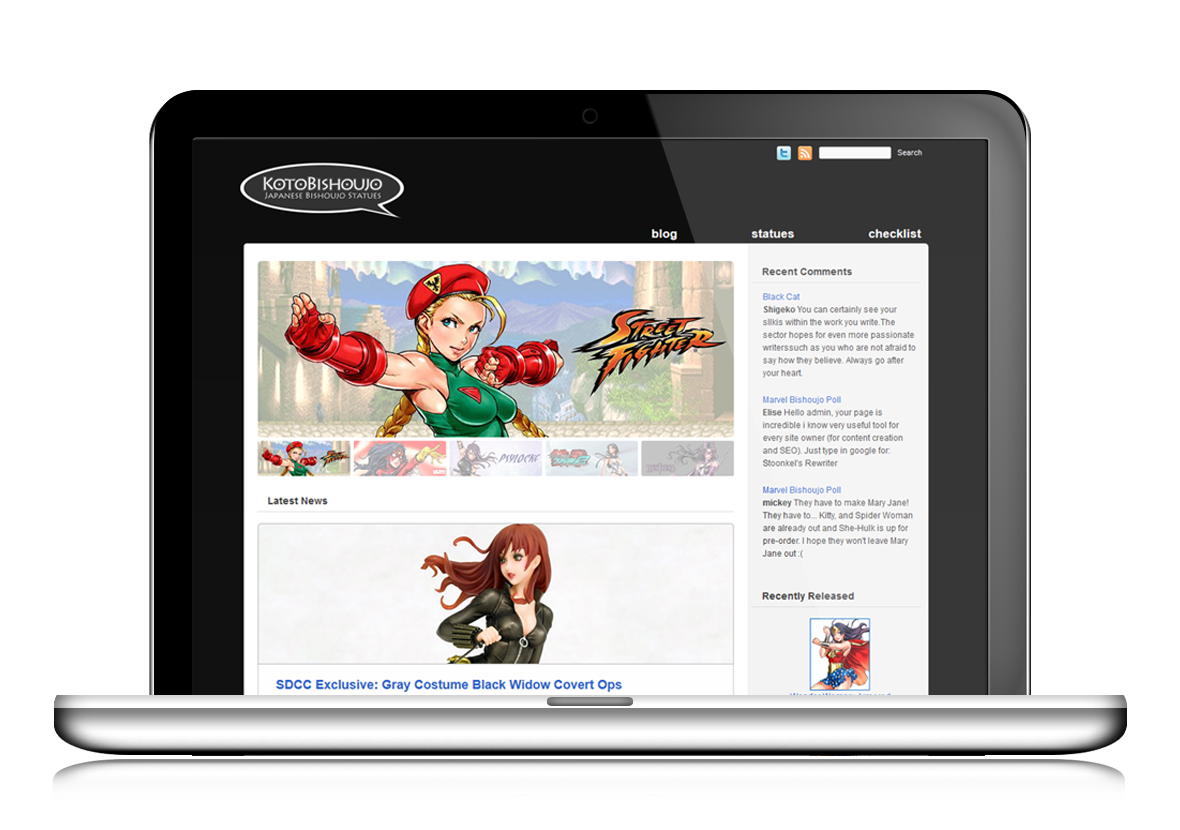 Search
KOTOBISHOUJO
JAPANESE BISHOUJO STATUES
blog statues checklist
STREET
FIGHTER
PSYLOCKE
Latest News
SDCC Exclusive: Gray Costume Black Widow Covert Ops
Recent Comments
Black Cat
Shigeko You can certainly see your
sllkis within the work you write.The
sector hopes for even more passionate
writerssuch as you who are not afraid to
say how they believe. Always go after
your heart.
Marvel Bishoujo Poll
Elise Hello admin, your page is
incredible i know very useful tool for
every site owner (for content creation
and SEO). Just type in google for:
Stoonkel's Rewriter
Marvel Bishoujo Poll
mickey They have to make Mary Jane!
They have to... Kitty, and Spider Woman
are already out and She-Hulk is up for
pre-order. I hope they won't leave Mary
Jane out :(
Recently Released